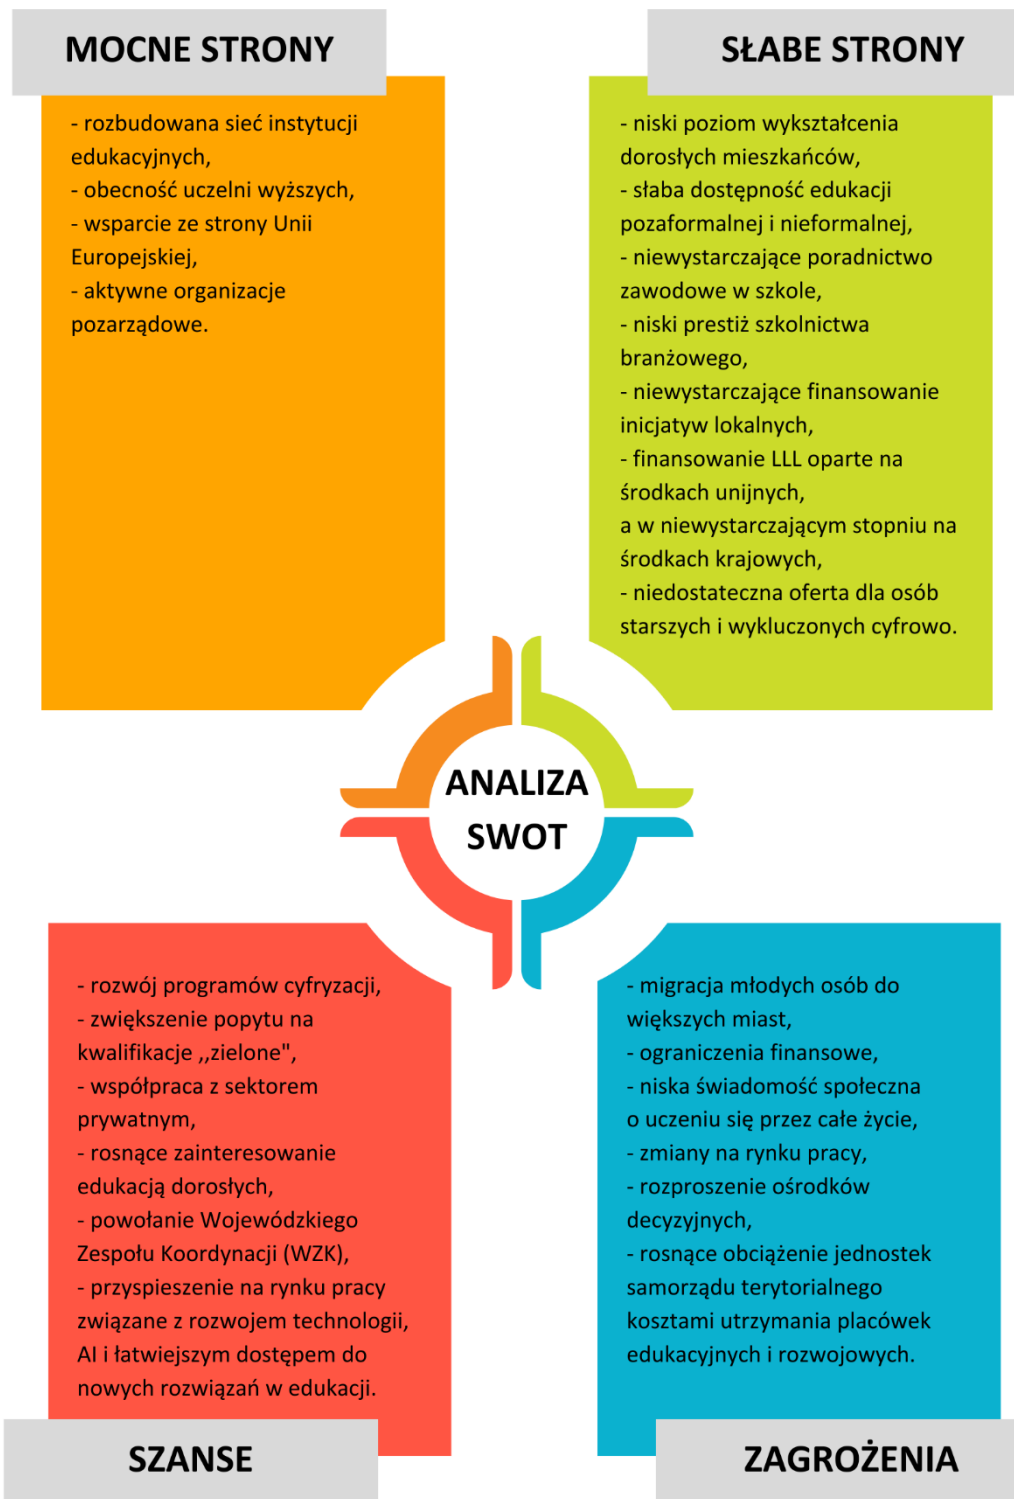 MOCNE STRONY
- rozbudowana sieć instytucji
edukacyjnych,
- obecność uczelni wyższych,
- wsparcie ze strony Unii
Europejskiej,
- aktywne organizacje
pozarządowe.
SŁABE STRONY
- niski poziom wykształcenia
dorosłych mieszkańców,
- słaba dostępność edukacji
pozaformalnej i nieformalnej,
- niewystarczające poradnictwo
zawodowe w szkole,
- niski prestiż szkolnictwa
branżowego,
- niewystarczające finansowanie
inicjatyw lokalnych,
- finansowanie LLL oparte na
środkach unijnych,
a w niewystarczającym stopniu na
środkach krajowych,
- niedostateczna oferta dla osób
starszych i wykluczonych cyfrowo.
ANALIZA
SWOT
- rozwój programów cyfryzacji,
- zwiększenie popytu na
kwalifikacje ,,zielone",
- współpraca z sektorem
prywatnym,
- rosnące zainteresowanie
edukacją dorosłych,
- powołanie Wojewódzkiego
Zespołu Koordynacji (WZK),
- przyspieszenie na rynku pracy
związane z rozwojem technologii,
AI i łatwiejszym dostępem do
nowych rozwiązań w edukacji.
SZANSE
- migracja młodych osób do
większych miast,
- ograniczenia finansowe,
- niska świadomość społeczna
o uczeniu się przez całe życie,
- zmiany na rynku pracy,
- rozproszenie ośrodków
decyzyjnych,
- rosnące obciążenie jednostek
samorządu terytorialnego
kosztami utrzymania placówek
edukacyjnych i rozwojowych.
ZAGROŻENIA